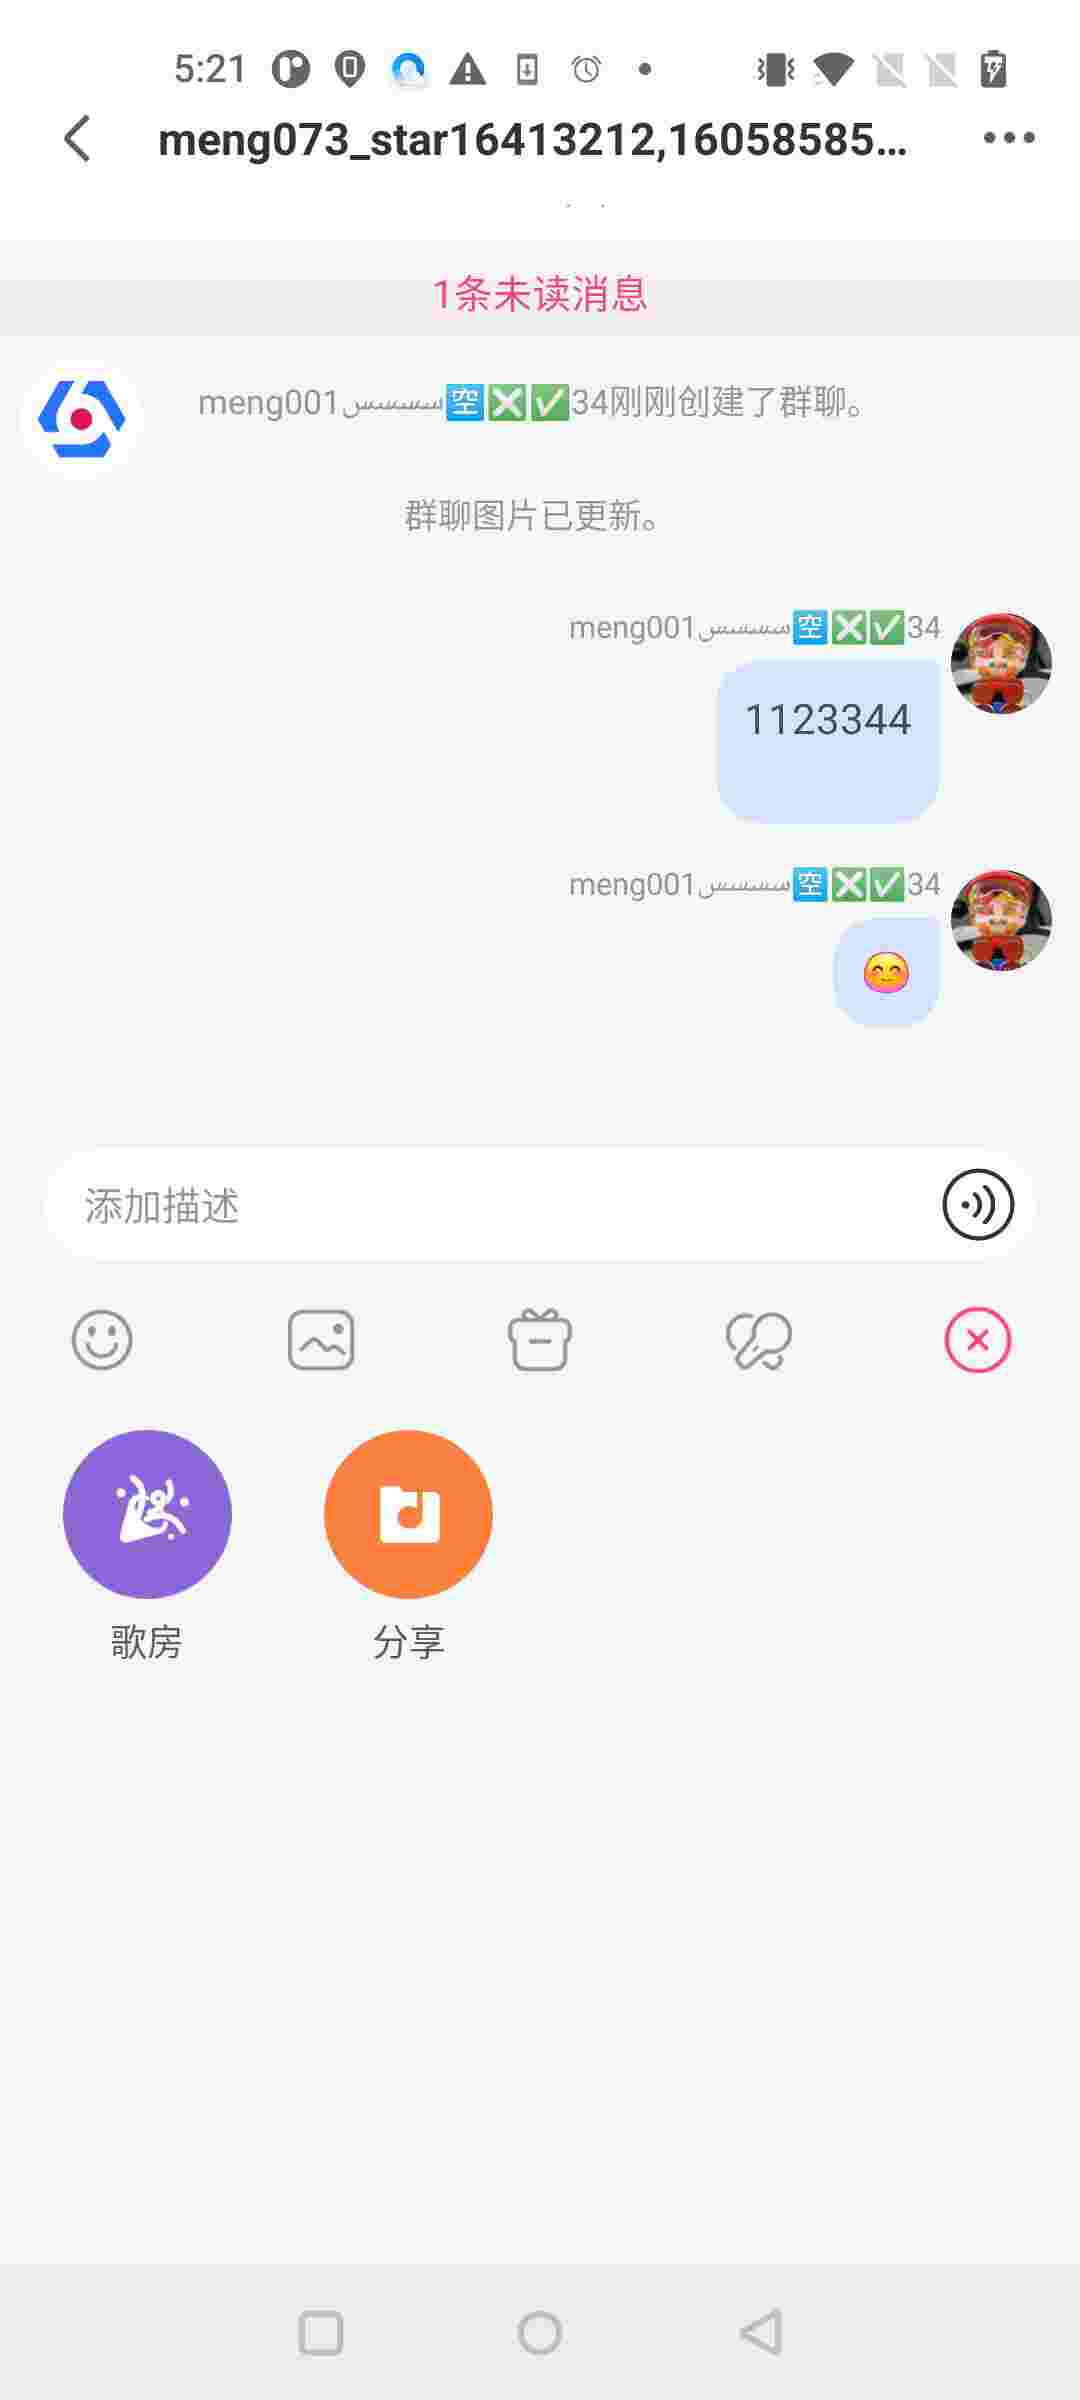 5:21
meng073_star16413212,16058585...
1条未读消息
meng001سسسس🈳❎✅34刚刚创建了群聊。
群聊图片已更新。
meng001سسسس🈳❎✅34
1123344
meng001سسسس🈳❎✅34
😊
添加描述
歌房
分享